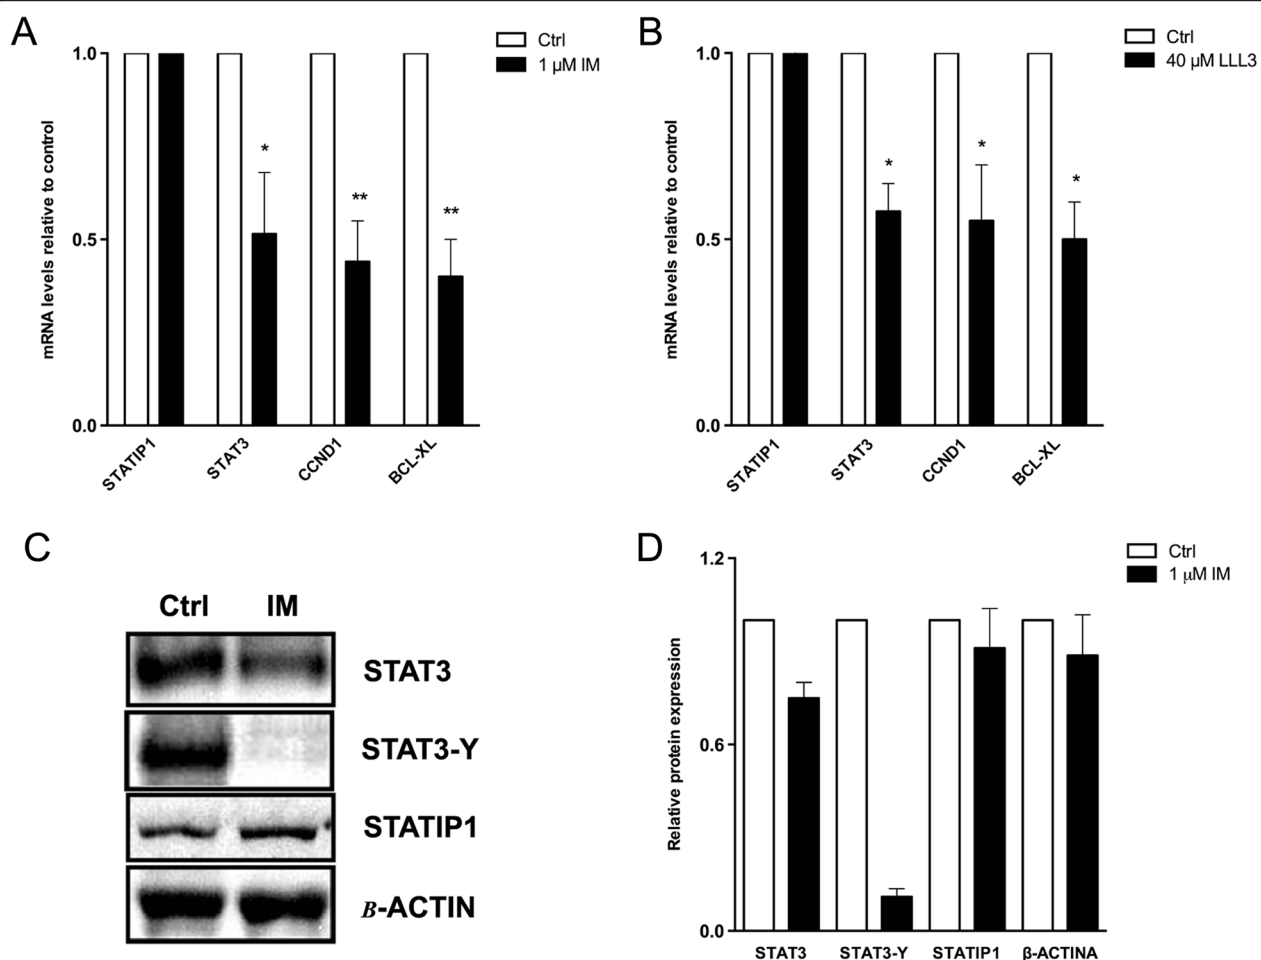 A
Ctrl
1 µM IM
mRNA levels relative to control
1.0
0.5
0.0
*
**
**
STATIP1
STAT3
CCND1
BCL-XL
B
Ctrl
40 µM LLL3
mRNA levels relative to control
1.0
0.5
0.0
*
*
*
STATIP1
STAT3
CCND1
BCL-XL
C
Ctrl IM
STAT3
STAT3-Y
STATIP1
B-ACTIN
D
Ctrl
1 µM IM
Relative protein expression
1.2
0.6
0.0
STAT3 STAT3-Y STATIP1 β-ACTINA